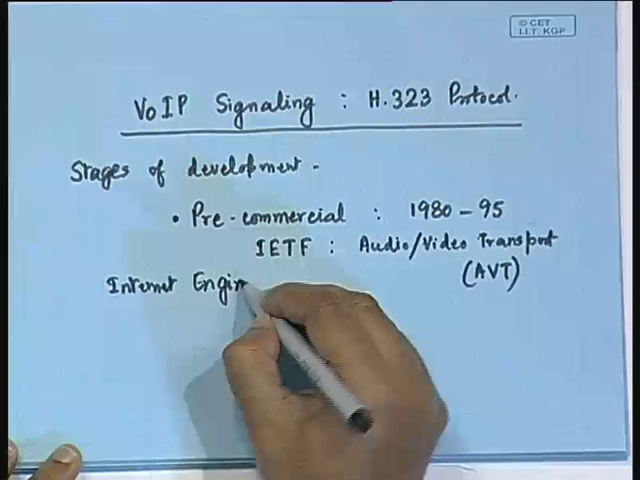 © CET
I.I.T. KGP
VoIP Signaling : H.323 Protocol.
Stages of development -
• Pre-commercial : 1980-95
IETF : Audio/Video Transport
(AVT)
Internet Engin